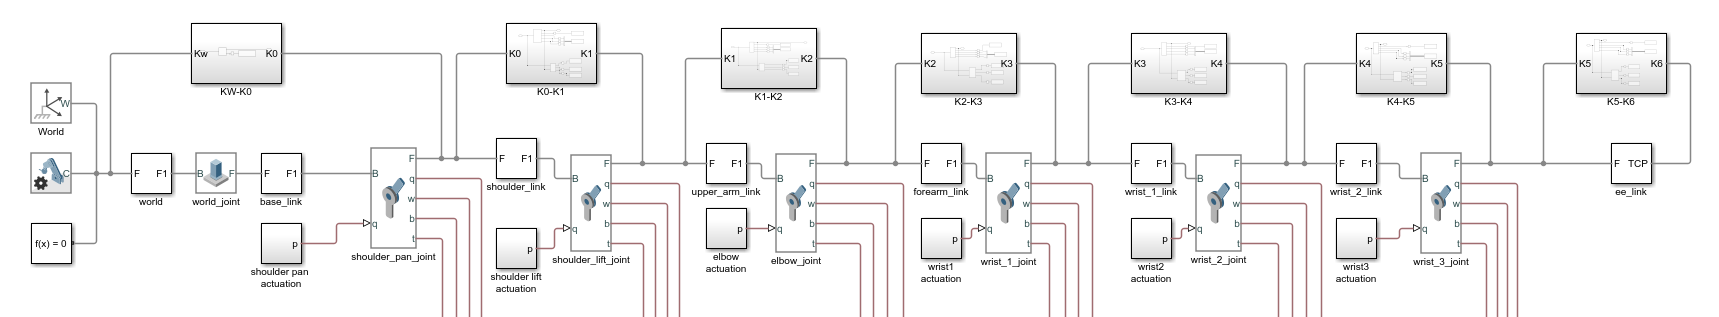 Kw K0
KW-K0
K0 K1
K0-K1
K1 K2
K1-K2
K2 K3
K2-K3
K3 K4
K3-K4
K4 K5
K4-K5
K5 K6
K5-K6
W
World
C
f(x) = 0
F F1
world
B F
world_joint
F F1
base_link
p
shoulder pan
actuation
B F
q q
w
b
t
shoulder_pan_joint
F F1
shoulder_link
p
shoulder lift
actuation
B F
q q
w
b
t
shoulder_lift_joint
F F1
upper_arm_link
p
elbow
actuation
B F
q q
w
b
t
elbow_joint
F F1
forearm_link
p
wrist1
actuation
B F
q q
w
b
t
wrist_1_joint
F F1
wrist_1_link
p
wrist2
actuation
B F
q q
w
b
t
wrist_2_joint
F F1
wrist_2_link
p
wrist3
actuation
B F
q q
w
b
t
wrist_3_joint
F TCP
ee_link